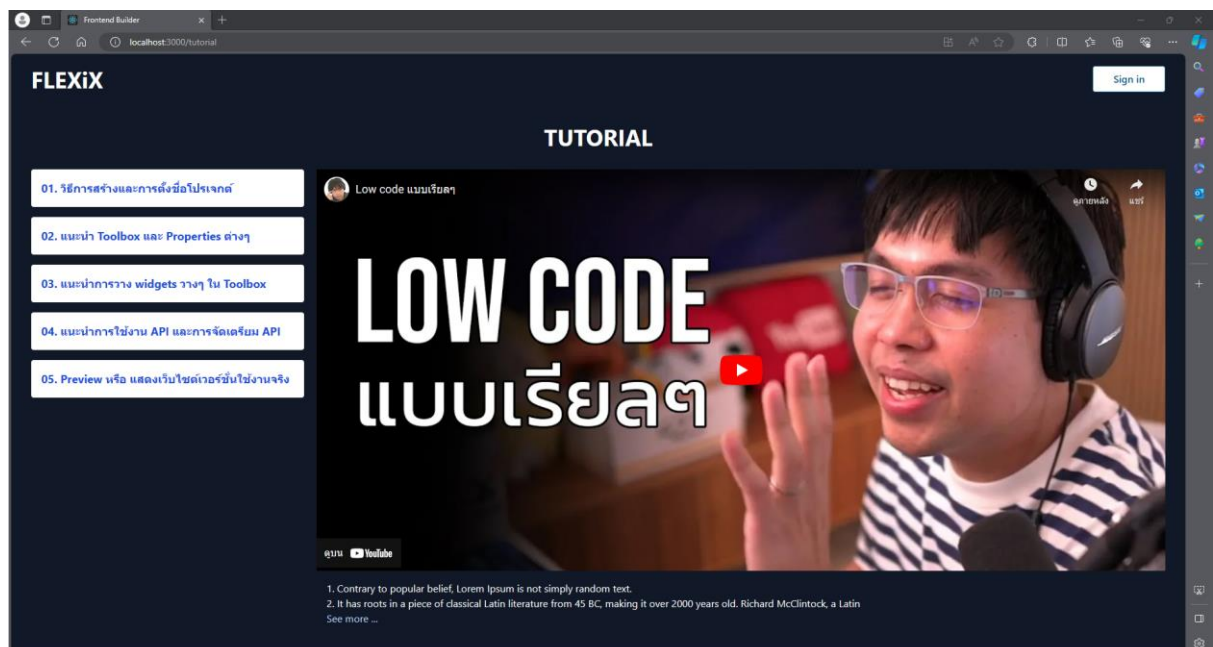 Frontend Builder
localhost:3000/tutorial
FLEXiX
Sign in
TUTORIAL
01. วิธีการสร้างและการตั้งชื่อโปรเจกต์
02. แนะนำ Toolbox และ Properties ต่างๆ
03. แนะนำการวาง widgets วางๆ ใน Toolbox
04. แนะนำการใช้งาน API และการจัดเตรียม API
05. Preview หรือ แสดงเว็บไซต์เวอร์ชั่นใช้งานจริง
Low code แบบเรียลๆ
ดูภายหลัง
แชร์
LOW CODE
แบบเรียลๆ
ดูบน YouTube
1. Contrary to popular belief, Lorem Ipsum is not simply random text.
2. It has roots in a piece of classical Latin literature from 45 BC, making it over 2000 years old. Richard McClintock, a Latin
See more ...